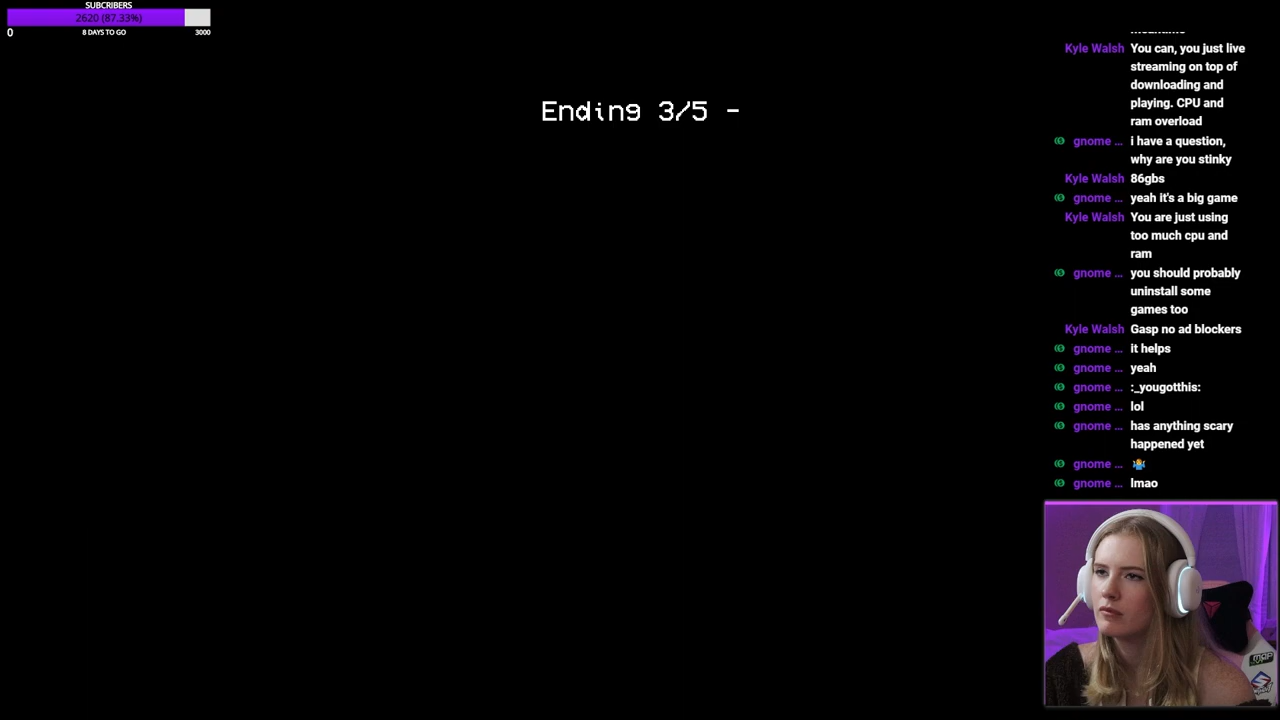 SUBCRIBERS
2620 (87.33%)
0
8 DAYS TO GO
3000
Ending 3/5 -
Kyle Walsh You can, you just live
streaming on top of
downloading and
playing. CPU and
ram overload
gnome ... i have a question,
why are you stinky
Kyle Walsh 86gbs
gnome ... yeah it's a big game
Kyle Walsh You are just using
too much cpu and
ram
gnome ... you should probably
uninstall some
games too
Kyle Walsh Gasp no ad blockers
gnome ... it helps
gnome ... yeah
gnome ... :_yougotthis:
gnome ... lol
gnome ... has anything scary
happened yet
gnome ... 🤷
gnome ... lmao